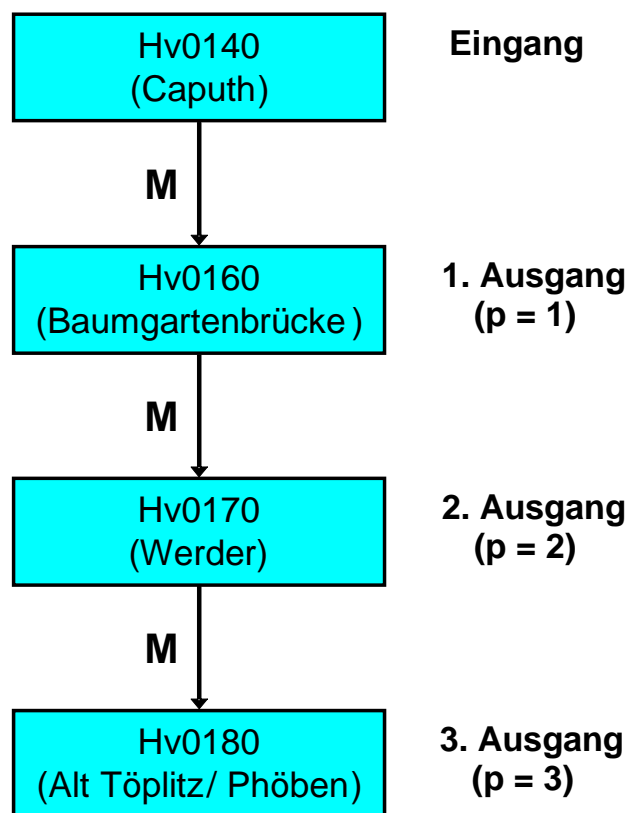 Hv0140
(Caputh)
Eingang
M
Hv0160
(Baumgartenbrücke)
1. Ausgang
(p = 1)
M
Hv0170
(Werder)
2. Ausgang
(p = 2)
M
Hv0180
(Alt Töplitz/ Phöben)
3. Ausgang
(p = 3)